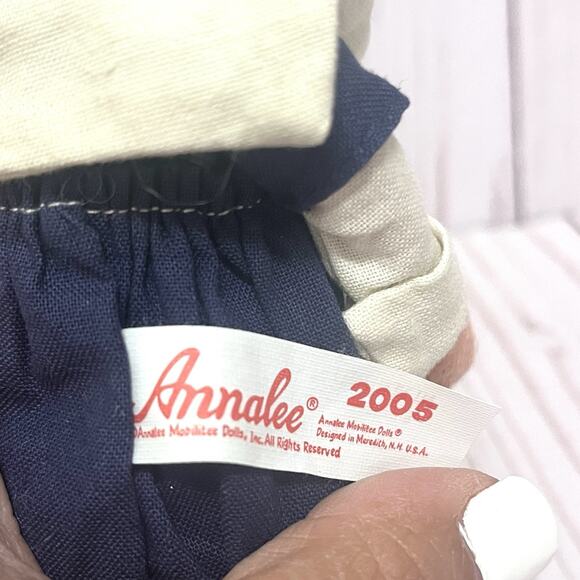 Annalee® 2005
©Annalee Mobilitee Dolls, Inc. All Rights Reserved
Annalee Mobilitee Dolls®
Designed in Meredith, N.H. U.S.A.